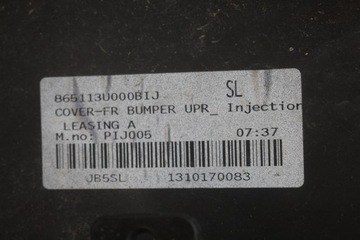 865113U000BIJ SL
COVER-FR BUMPER UPR_ Injection
LEASING A
M.no: PIJ005 07:37
JB5SL 1310170083